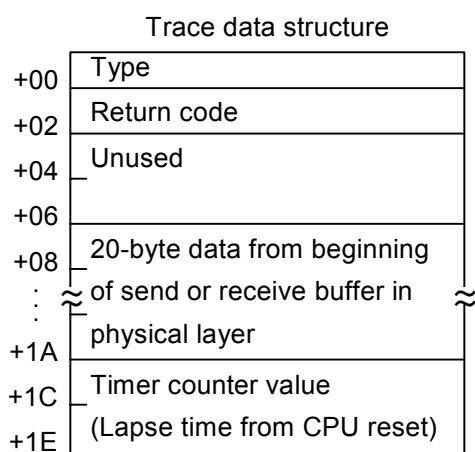 Trace data structure
Type
+00
Return code
+02
Unused
+04
+06
20-byte data from beginning
+08
of send or receive buffer in
physical layer
+1A
Timer counter value
+1C
(Lapse time from CPU reset)
+1E